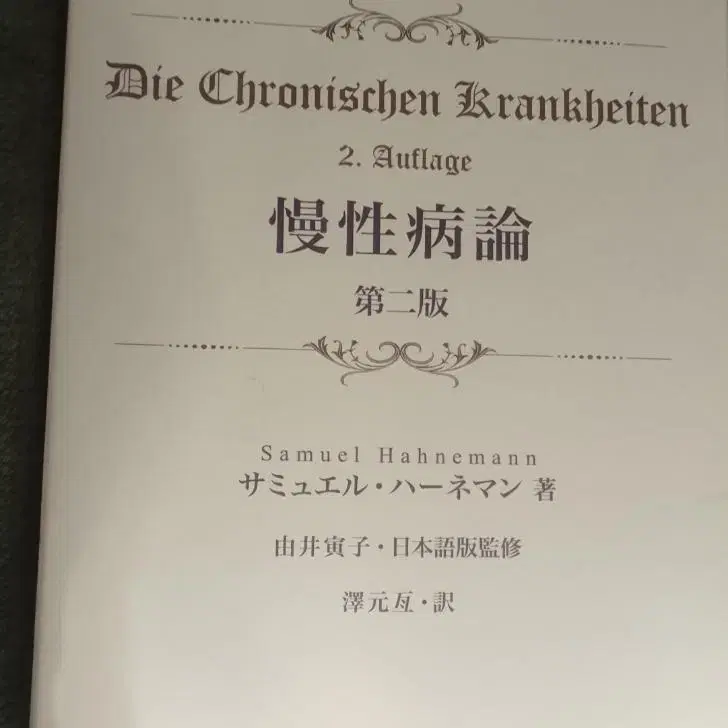 Die Chronischen Krankheiten
2. Auflage
慢性病論
第二版
Samuel Hahnemann
サミュエル・ハーネマン 著
由井寅子・日本語版監修
澤元亙・訳